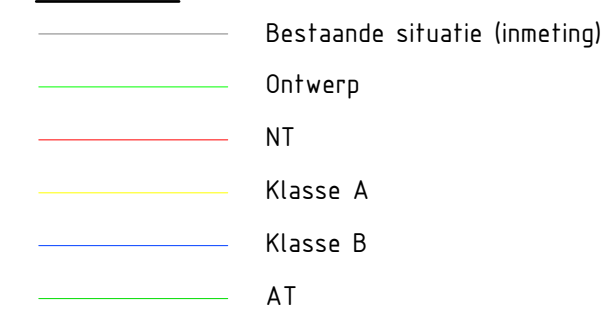 Bestaande situatie (inmeting)
Ontwerp
NT
Klasse A
Klasse B
AT